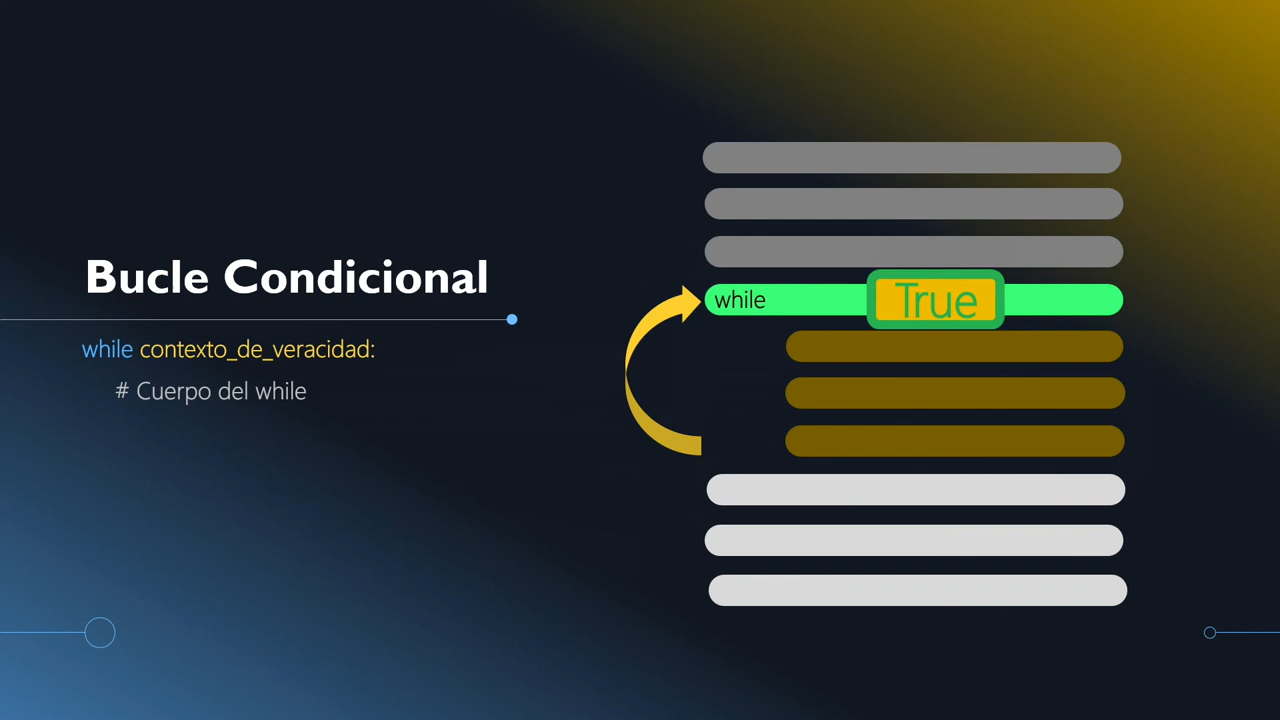 Bucle Condicional
while contexto_de_veracidad:
# Cuerpo del while
while
True